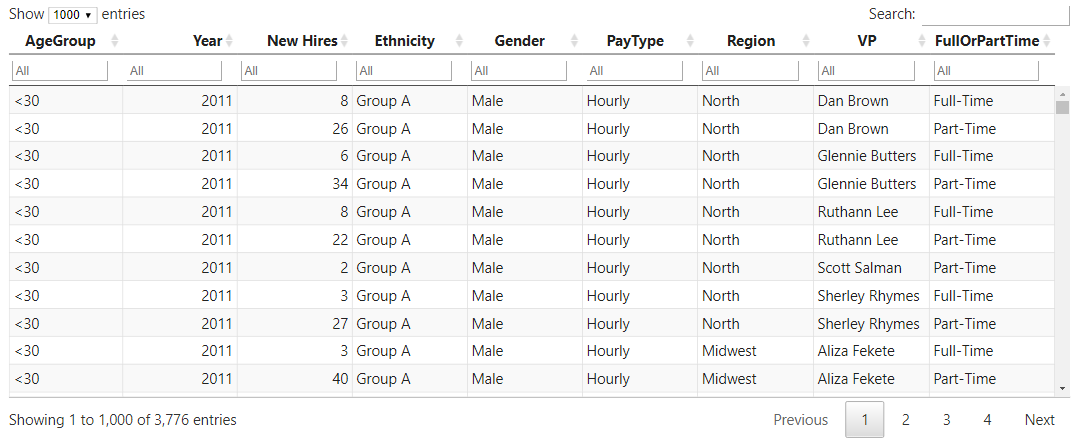 Show 1000 entries Search:
AgeGroup Year New Hires Ethnicity Gender PayType Region VP FullOrPartTime
All All All All All All All All All
<30 2011 8 Group A Male Hourly North Dan Brown Full-Time
<30 2011 26 Group A Male Hourly North Dan Brown Part-Time
<30 2011 6 Group A Male Hourly North Glennie Butters Full-Time
<30 2011 34 Group A Male Hourly North Glennie Butters Part-Time
<30 2011 8 Group A Male Hourly North Ruthann Lee Full-Time
<30 2011 22 Group A Male Hourly North Ruthann Lee Part-Time
<30 2011 2 Group A Male Hourly North Scott Salman Part-Time
<30 2011 3 Group A Male Hourly North Sherley Rhymes Full-Time
<30 2011 27 Group A Male Hourly North Sherley Rhymes Part-Time
<30 2011 3 Group A Male Hourly Midwest Aliza Fekete Full-Time
<30 2011 40 Group A Male Hourly Midwest Aliza Fekete Part-Time
Showing 1 to 1,000 of 3,776 entries Previous 1 2 3 4 Next